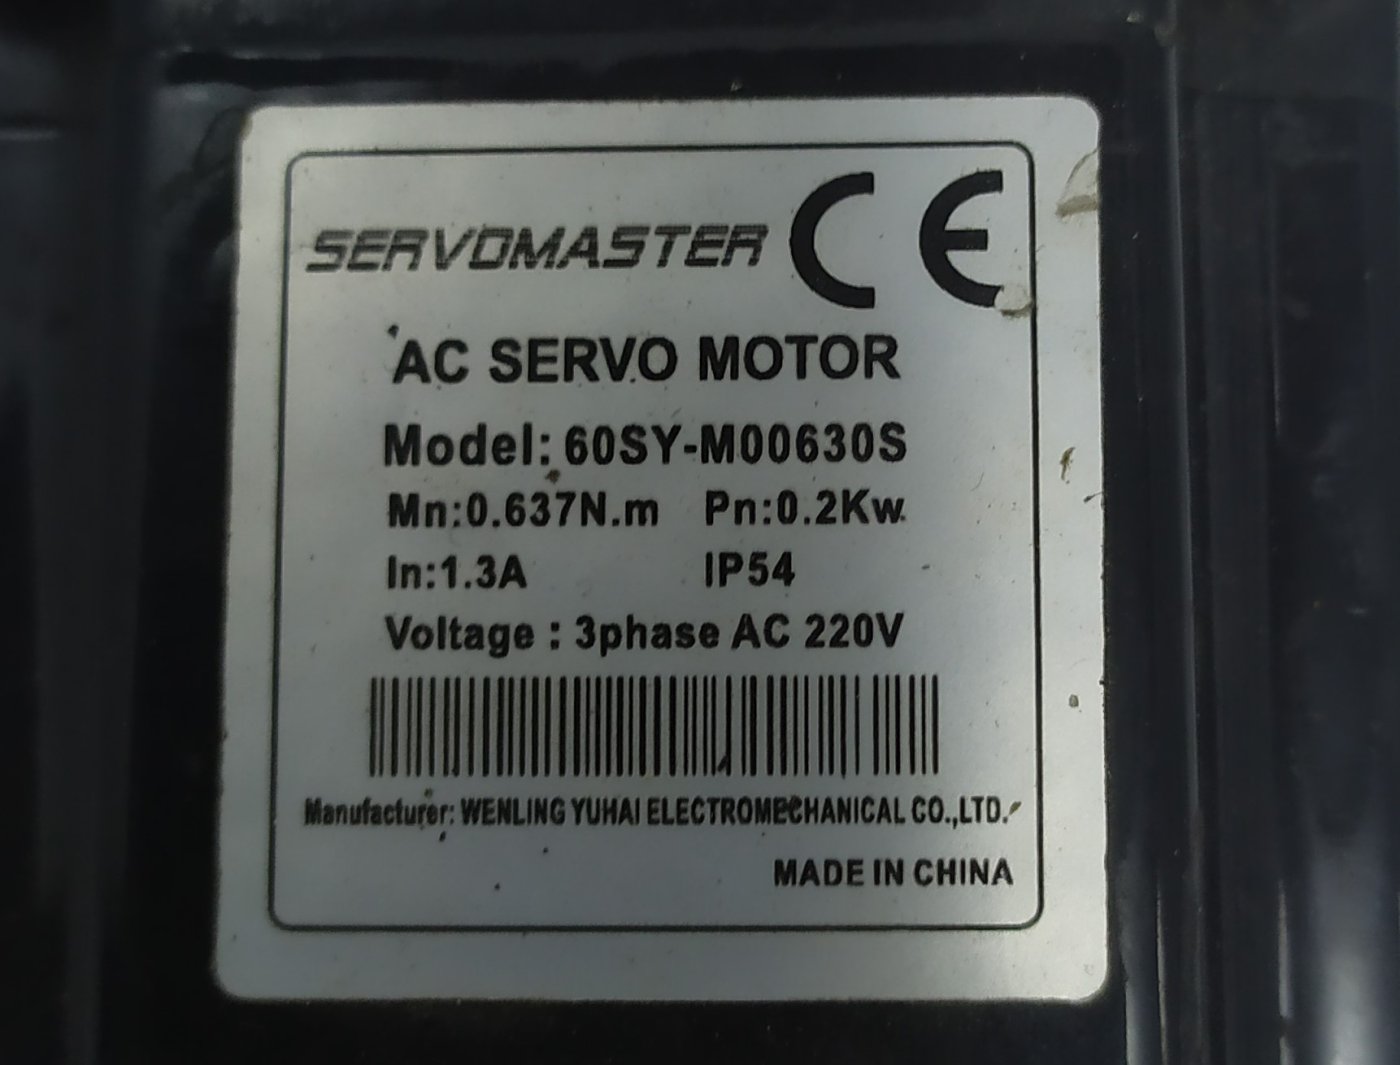 SERVOMASTER CE
AC SERVO MOTOR
Model: 60SY-M00630S
Mn:0.637N.m Pn:0.2Kw
In:1.3A IP54
Voltage : 3phase AC 220V
Manufacturer: WENLING YUHAI ELECTROMECHANICAL CO.,LTD.
MADE IN CHINA